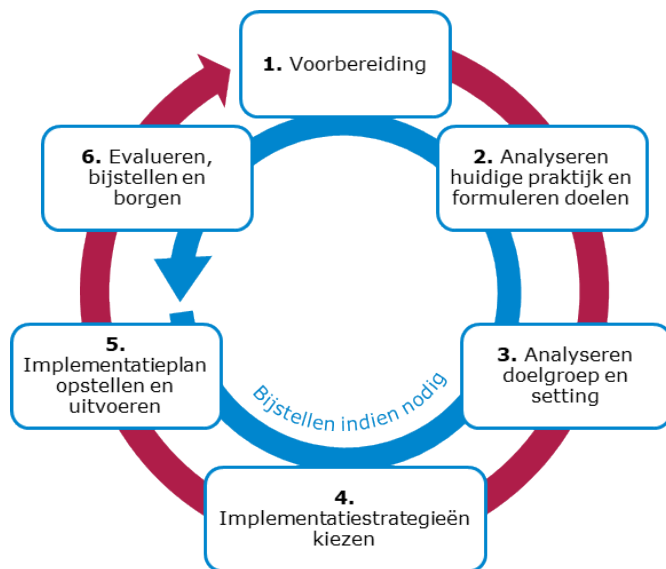 1. Voorbereiding
2. Analyseren
huidige praktijk en
formuleren doelen
3. Analyseren
doelgroep en
setting
4.
Implementatiestrategieën
kiezen
5.
Implementatieplan
opstellen en
uitvoeren
6. Evalueren,
bijstellen en
borgen
Bijstellen indien nodig